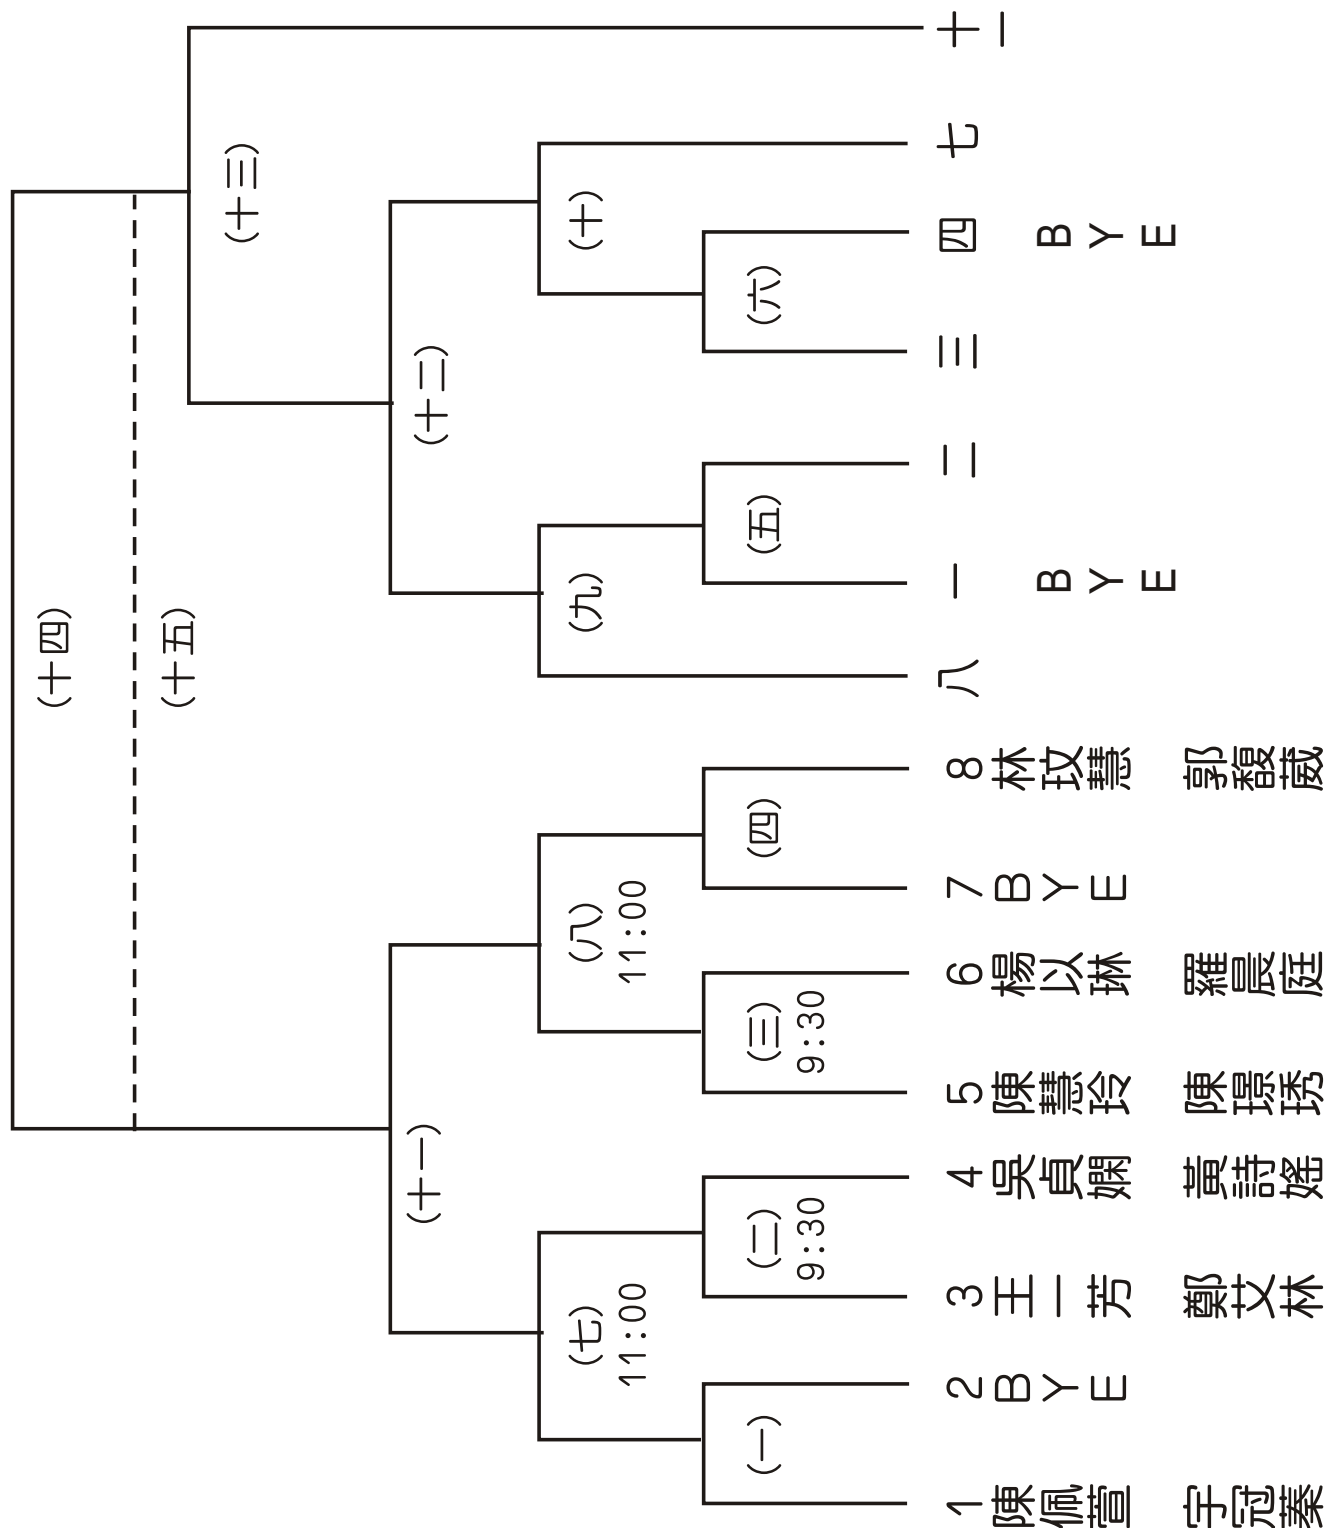 (十四)
(十五)
(十三)
(十一)
(十二)
(七)
11:00
(八)
11:00
(九)
(十)
(一)
(二)
9:30
(三)
9:30
(四)
(五)
(六)
1 陳佩萱 宇冠蓁
2 BYE
3 王一芳 鄭艾林
4 吳貞嫻 黃詩媱
5 陳慧玲 陳璟琇
6 楊以琳 羅晨庭
7 BYE
8 林玟慧 郭馥葳
八
一 BYE
二
三
四 BYE
七
十一